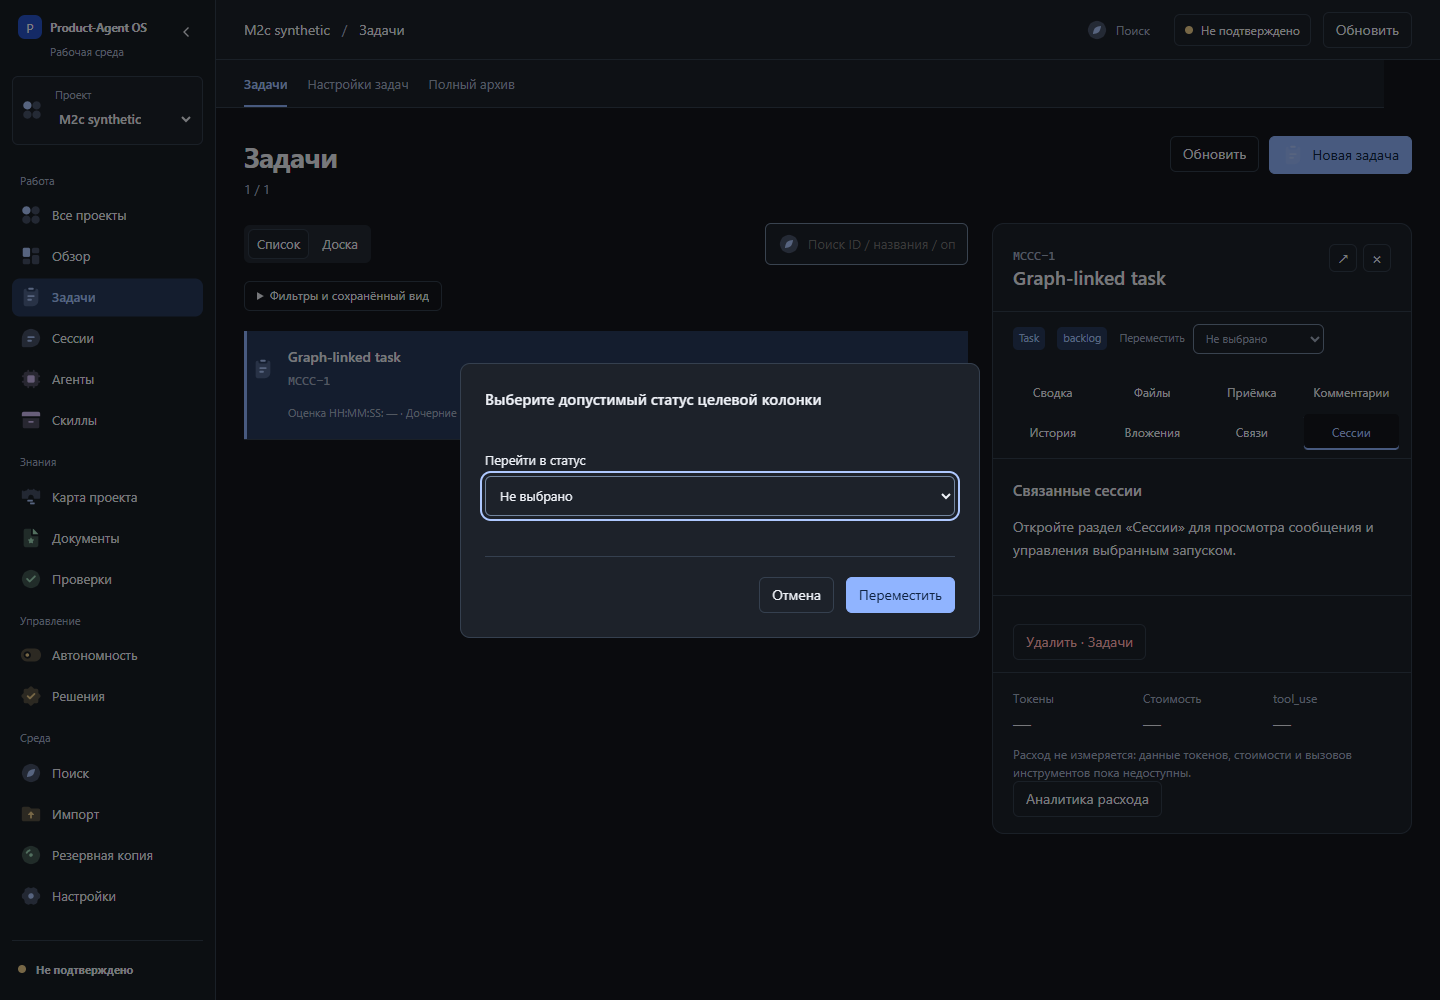 P
Product-Agent OS
Рабочая среда
Проект
M2c synthetic
Работа
Все проекты
Обзор
Задачи
Сессии
Агенты
Скиллы
Знания
Карта проекта
Документы
Проверки
Управление
Автономность
Решения
Среда
Поиск
Импорт
Резервная копия
Настройки
Не подтверждено
M2c synthetic / Задачи
Поиск
Не подтверждено
Обновить
Задачи
Настройки задач
Полный архив
Задачи
1 / 1
Обновить
Новая задача
Список
Доска
Поиск ID / названия / оп
Фильтры и сохранённый вид
Graph-linked task
MCCC-1
Оценка HH:MM:SS: — · Дочерние
Выберите допустимый статус целевой колонки
Перейти в статус
Не выбрано
Отмена
Переместить
MCCC-1
Graph-linked task
Task
backlog
Переместить
Не выбрано
Сводка
Файлы
Приёмка
Комментарии
История
Вложения
Связи
Сессии
Связанные сессии
Откройте раздел «Сессии» для просмотра сообщения и
управления выбранным запуском.
Удалить · Задачи
Токены
Стоимость
tool_use
—
—
—
Расход не измеряется: данные токенов, стоимости и вызовов
инструментов пока недоступны.
Аналитика расхода